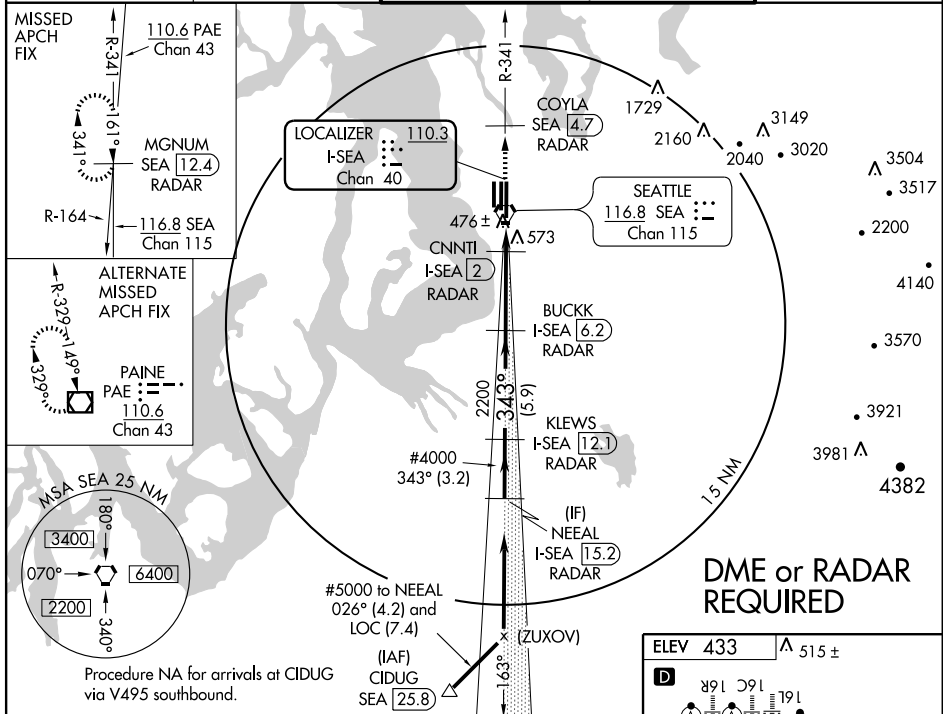 MISSED
APCH
FIX
R-341
110.6 PAE
Chan 43
161°
341°
MGNUM
SEA 12.4
RADAR
R-164
116.8 SEA
Chan 115
ALTERNATE
MISSED
APCH FIX
R-329
149°
329°
PAINE
PAE
110.6
Chan 43
MSA SEA 25 NM
180°
3400
070°
6400
2200
340°
Procedure NA for arrivals at CIDUG
via V495 southbound.
R-341
COYLA
SEA 4.7
RADAR
LOCALIZER 110.3
I-SEA
Chan 40
SEATTLE
116.8 SEA
Chan 115
476 ±
573
CNNTI
I-SEA 2
RADAR
BUCKK
I-SEA 6.2
RADAR
2200
343°
(5.9)
KLEWS
I-SEA 12.1
RADAR
#4000
343° (3.2)
(IF)
NEEAL
I-SEA 15.2
RADAR
15 NM
#5000 to NEEAL
026° (4.2) and
LOC (7.4)
(ZUXOV)
(IAF)
CIDUG
SEA 25.8
163°
1729
2160
3149
2040
3020
3504
3517
2200
4140
3570
3921
3981
4382
DME or RADAR
REQUIRED
ELEV 433
515 ±
D
16R 16C 16L